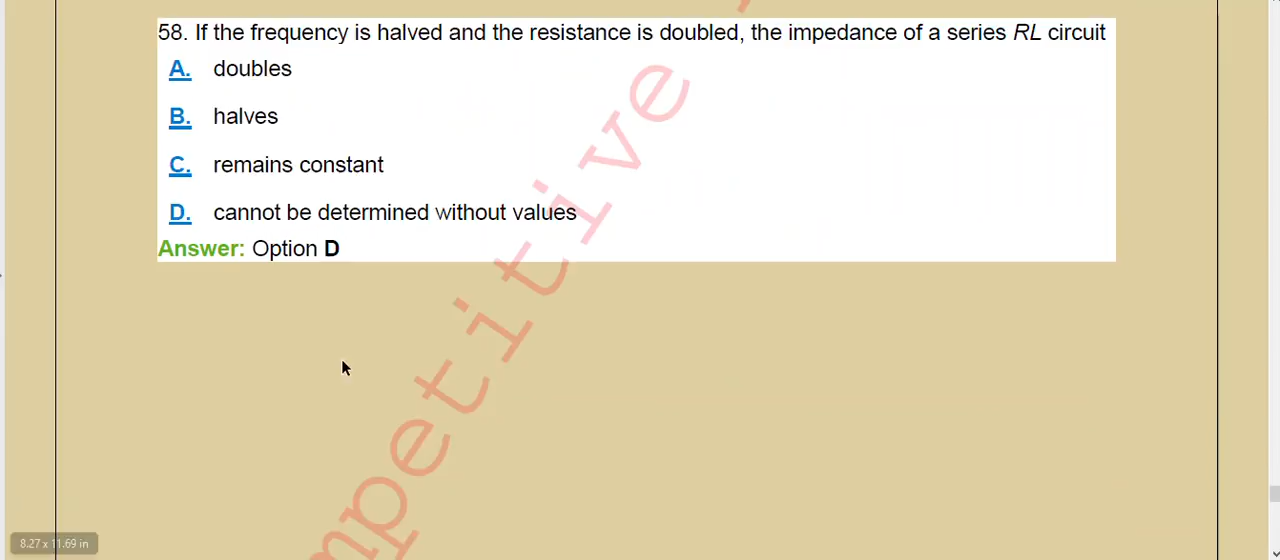 58. If the frequency is halved and the resistance is doubled, the impedance of a series RL circuit
A. doubles
B. halves
C. remains constant
D. cannot be determined without values
Answer: Option D
mpetitive
8.27 x 11.69 in